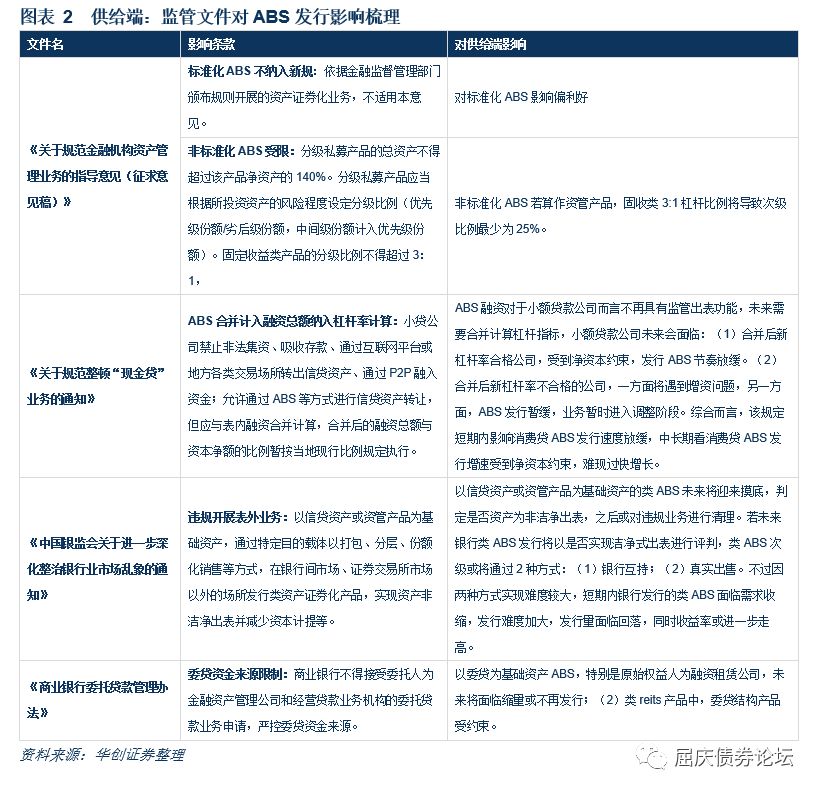 图表 2 供给端：监管文件对 ABS 发行影响梳理
文件名
影响条款
对供给端影响
《关于规范金融机构资产管
理业务的指导意见（征求意
见稿）》
标准化 ABS 不纳入新规：依据金融监督管理部门
颁布规则开展的资产证券化业务，不适用本意
见。
对标准化 ABS 影响偏利好
非标准化 ABS 受限：分级私募产品的总资产不得
超过该产品净资产的 140%。分级私募产品应当
根据所投资资产的风险程度设定分级比例（优先
级份额/劣后级份额，中间级份额计入优先级份
额）。固定收益类产品的分级比例不得超过 3：
1，
非标准化 ABS 若算作资管产品，固收类 3:1 杠杆比例将导致次级
比例最少为 25%。
《关于规范整顿“现金贷”
业务的通知》
ABS 合并计入融资总额纳入杠杆率计算：小贷公
司禁止非法集资、吸收存款、通过互联网平台或
地方各类交易场所转出信贷资产、通过 P2P 融入
资金；允许通过 ABS 等方式进行信贷资产转让，
但应与表内融资合并计算，合并后的融资总额与
资本净额的比例暂按当地现行比例规定执行。
ABS 融资对于小额贷款公司而言不再具有监管出表功能，未来需
要合并计算杠杆指标，小额贷款公司未来会面临：（1）合并后新
杠杆率合格公司，受到净资本约束，发行 ABS 节奏放缓。（2）
合并后新杠杆率不合格的公司，一方面将遇到增资问题，另一方
面，ABS 发行暂缓，业务暂时进入调整阶段。综合而言，该规定
短期内影响消费贷 ABS 发行速度放缓，中长期看消费贷 ABS 发
行增速受到净资本约束，难现过快增长。
《中国银监会关于进一步深
化整治银行业市场乱象的通
知》
违规开展表外业务：以信贷资产或资管产品为基
础资产，通过特定目的载体以打包、分层、份额
化销售等方式，在银行间市场、证券交易所市场
以外的场所发行类资产证券化产品，实现资产非
洁净出表并减少资本计提等。
以信贷资产或资管产品为基础资产的类 ABS 未来将迎来摸底，判
定是否资产为非洁净出表，之后或对违规业务进行清理。若未来
银行类 ABS 发行将以是否实现洁净式出表进行评判，类 ABS 次
级或将通过 2 种方式：（1）银行互持；（2）真实出售。不过因
两种方式实现难度较大，短期内银行发行的类 ABS 面临需求收
缩，发行难度加大，发行量面临回落，同时收益率或进一步走
高。
《商业银行委托贷款管理办
法》
委贷资金来源限制：商业银行不得接受委托人为
金融资产管理公司和经营贷款业务机构的委托贷
款业务申请，严控委贷资金来源。
以委贷为基础资产 ABS，特别是原始权益人为融资租赁公司，未
来将面临缩量或不再发行；（2）类 reits 产品中，委贷结构产品
受约束。
资料来源：华创证券整理
屈庆债券论坛